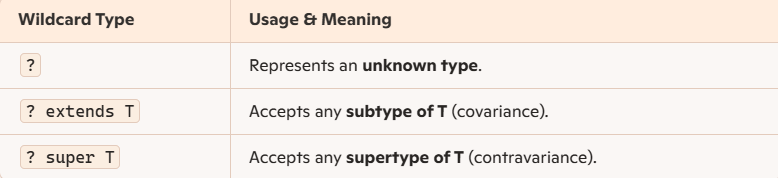 Wildcard Type Usage & Meaning
? Represents an unknown type.
? extends T Accepts any subtype of T (covariance).
? super T Accepts any supertype of T (contravariance).